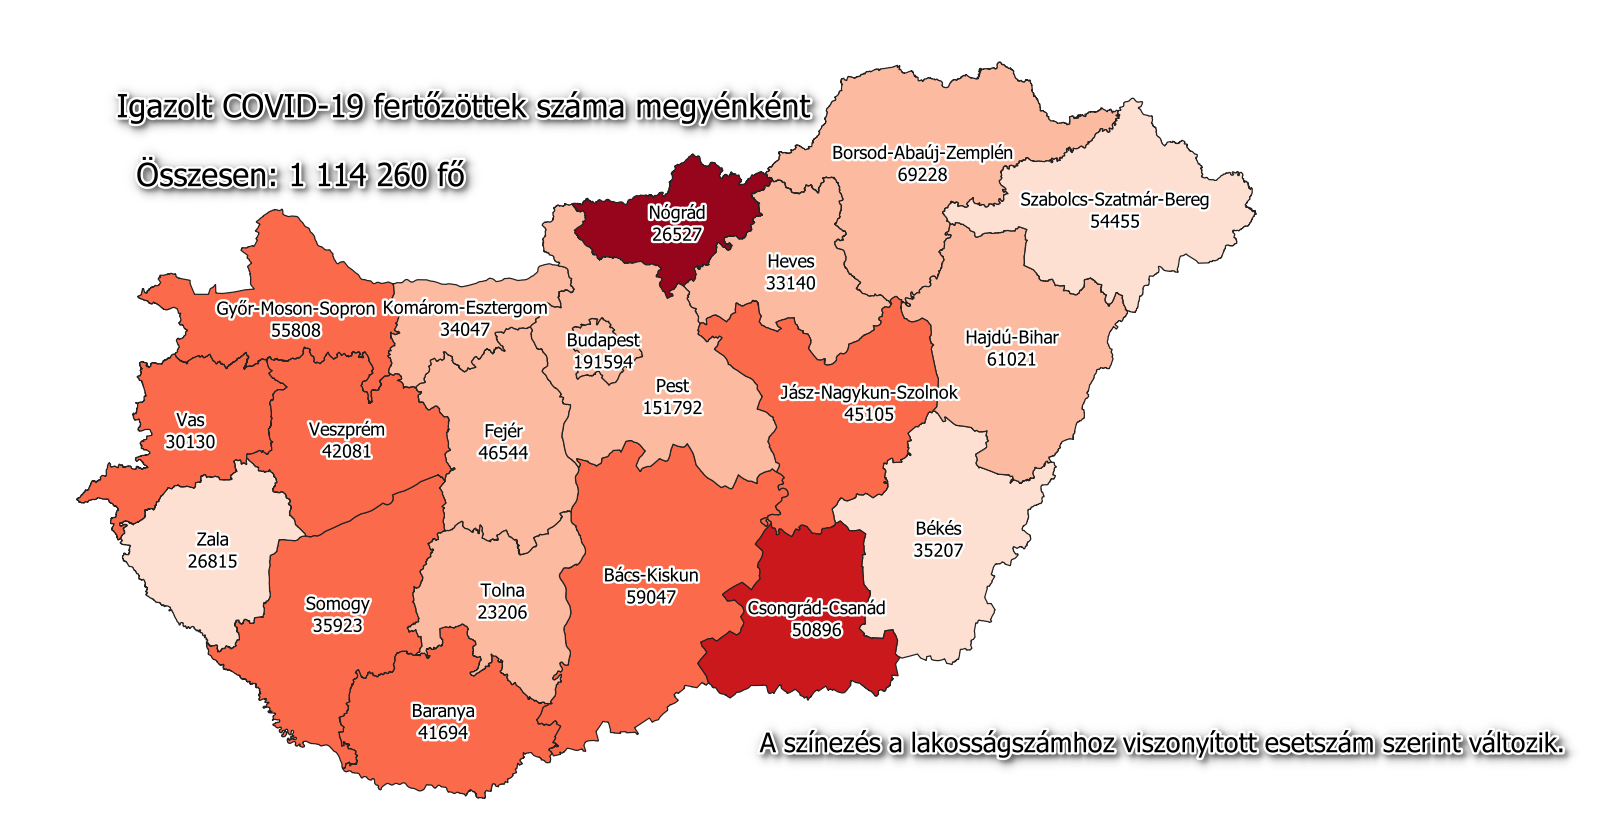 Igazolt COVID-19 fertőzöttek száma megyénként
Összesen: 1 114 260 fő
Borsod-Abaúj-Zemplén
69228
Szabolcs-Szatmár-Bereg
54455
Nógrád
26527
Heves
33140
Győr-Moson-Sopron
55808
Komárom-Esztergom
34047
Budapest
191594
Hajdú-Bihar
61021
Pest
151792
Jász-Nagykun-Szolnok
45105
Vas
30130
Veszprém
42081
Fejér
46544
Zala
26815
Békés
35207
Bács-Kiskun
59047
Tolna
23206
Somogy
35923
Csongrád-Csanád
50896
Baranya
41694
A színezés a lakosságszámhoz viszonyított esetszám szerint változik.